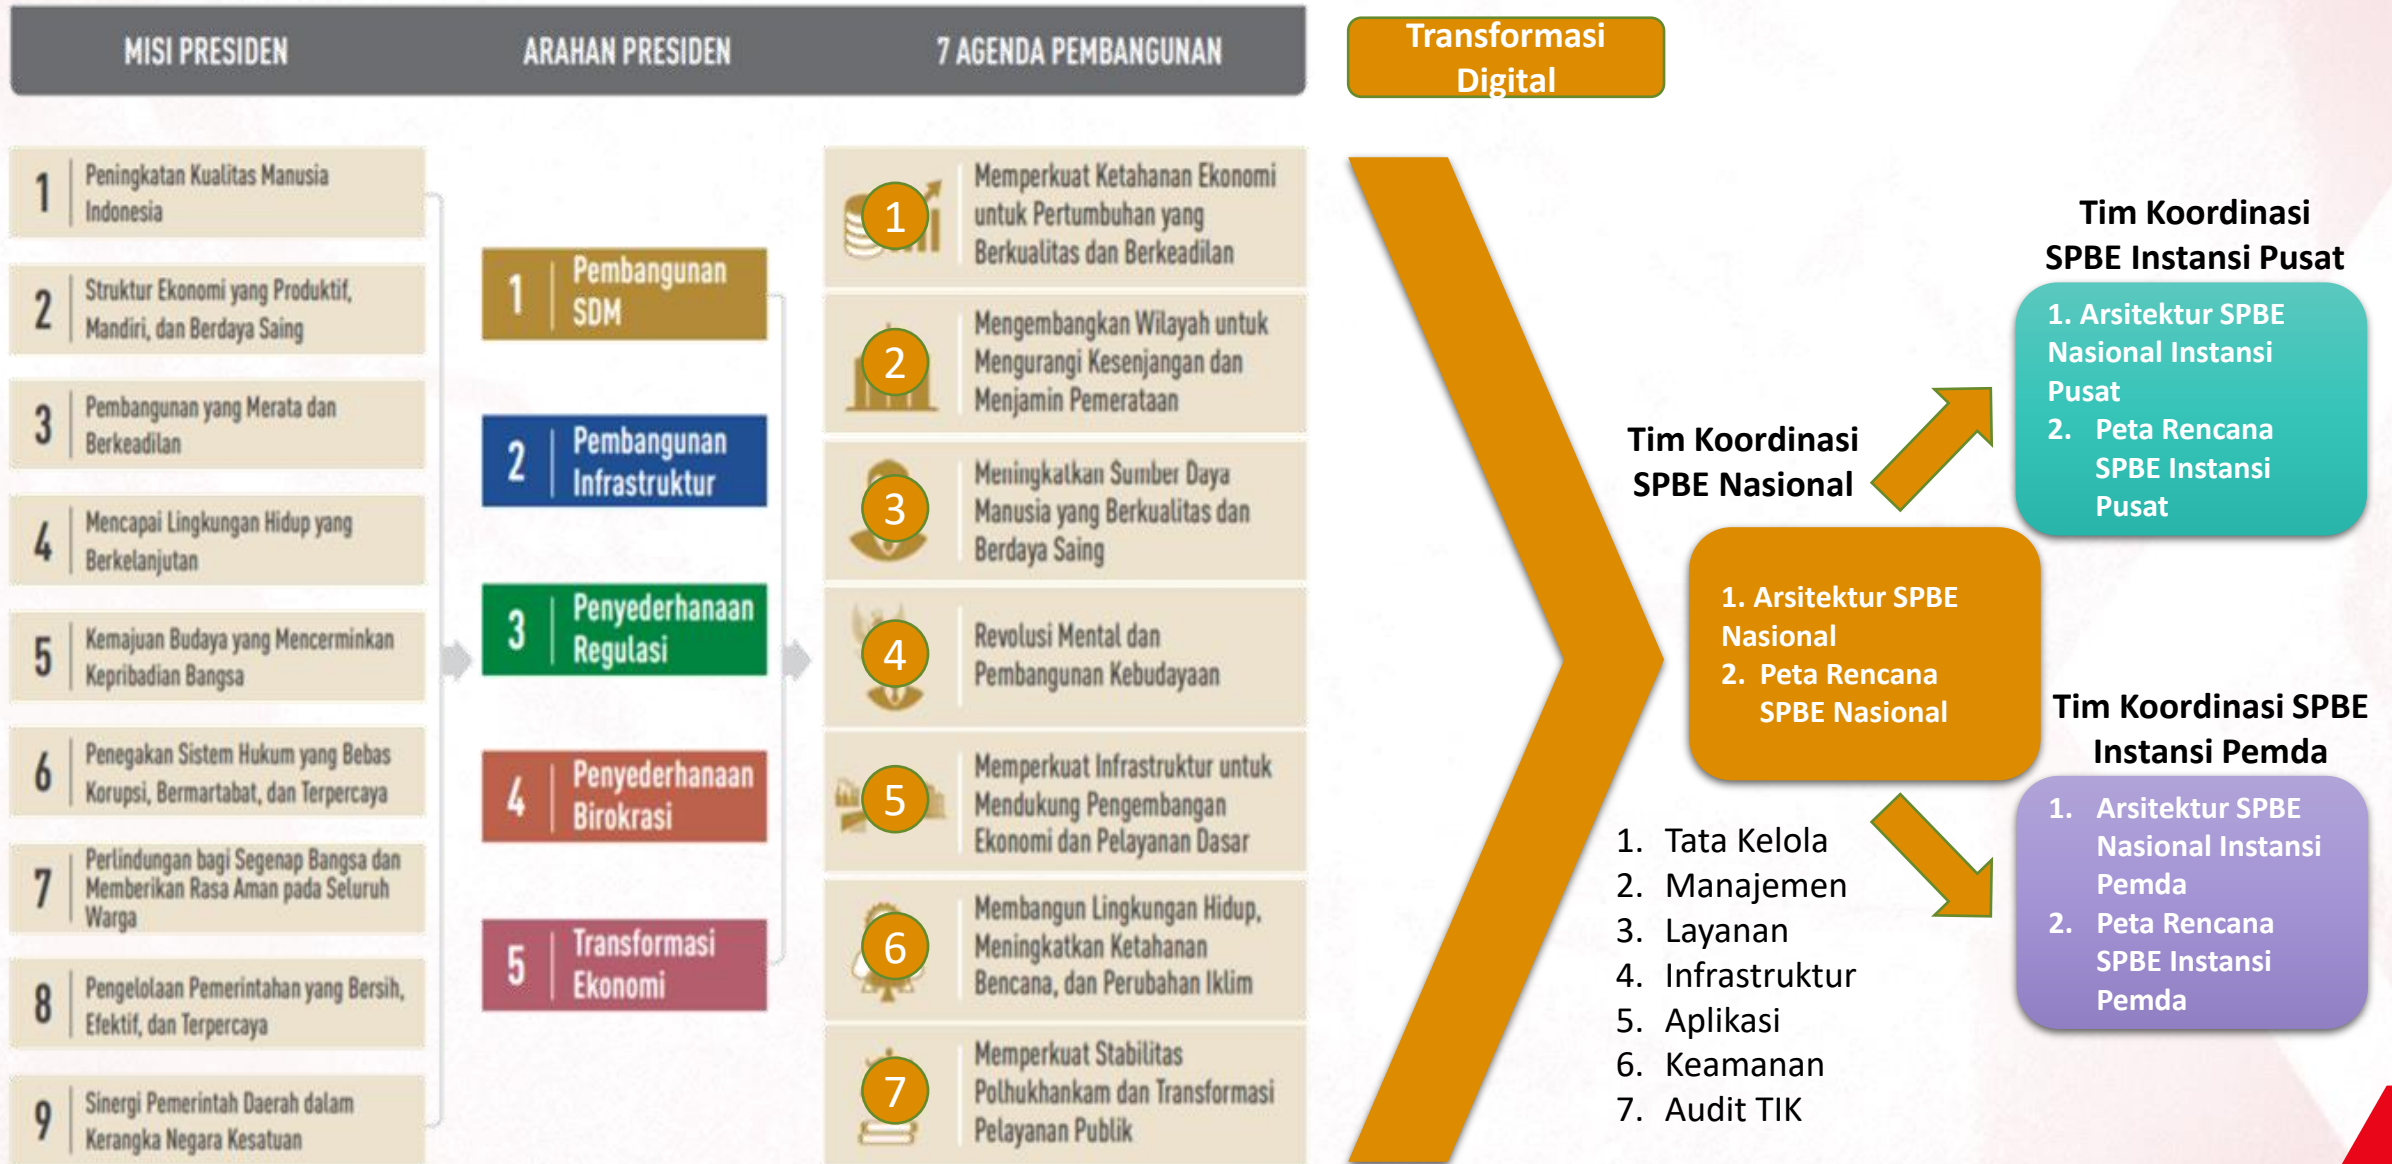 MISI PRESIDEN
ARAHAN PRESIDEN
7 AGENDA PEMBANGUNAN
Transformasi
Digital
1
Peningkatan Kualitas Manusia
Indonesia
2
Struktur Ekonomi yang Produktif,
Mandiri, dan Berdaya Saing
3
Pembangunan yang Merata dan
Berkeadilan
4
Mencapai Lingkungan Hidup yang
Berkelanjutan
5
Kemajuan Budaya yang Mencerminkan
Kepribadian Bangsa
6
Penegakan Sistem Hukum yang Bebas
Korupsi, Bermartabat, dan Terpercaya
7
Perlindungan bagi Segenap Bangsa dan
Memberikan Rasa Aman pada Seluruh
Warga
8
Pengelolaan Pemerintahan yang Bersih,
Efektif, dan Terpercaya
9
Sinergi Pemerintah Daerah dalam
Kerangka Negara Kesatuan
1
Pembangunan
SDM
2
Pembangunan
Infrastruktur
3
Penyederhanaan
Regulasi
4
Penyederhanaan
Birokrasi
5
Transformasi
Ekonomi
1
Memperkuat Ketahanan Ekonomi
untuk Pertumbuhan yang
Berkualitas dan Berkeadilan
2
Mengembangkan Wilayah untuk
Mengurangi Kesenjangan dan
Menjamin Pemerataan
3
Meningkatkan Sumber Daya
Manusia yang Berkualitas dan
Berdaya Saing
4
Revolusi Mental dan
Pembangunan Kebudayaan
5
Memperkuat Infrastruktur untuk
Mendukung Pengembangan
Ekonomi dan Pelayanan Dasar
6
Membangun Lingkungan Hidup,
Meningkatkan Ketahanan
Bencana, dan Perubahan Iklim
7
Memperkuat Stabilitas
Polhukhankam dan Transformasi
Pelayanan Publik
Tim Koordinasi
SPBE Nasional
1. Arsitektur SPBE
Nasional
2. Peta Rencana
SPBE Nasional
1. Tata Kelola
2. Manajemen
3. Layanan
4. Infrastruktur
5. Aplikasi
6. Keamanan
7. Audit TIK
Tim Koordinasi
SPBE Instansi Pusat
1. Arsitektur SPBE
Nasional Instansi
Pusat
2. Peta Rencana
SPBE Instansi
Pusat
Tim Koordinasi SPBE
Instansi Pemda
1. Arsitektur SPBE
Nasional Instansi
Pemda
2. Peta Rencana
SPBE Instansi
Pemda